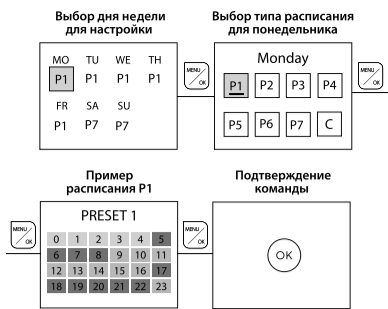 Выбор дня недели
для настройки
Выбор типа расписания
для понедельника
MO TU WE TH
P1 P1 P1 P1
FR SA SU
P1 P7 P7
MENU
OK
Monday
P1 P2 P3 P4
P5 P6 P7 C
MENU
OK
Пример
расписания P1
Подтверждение
команды
MENU
OK
PRESET 1
0 1 2 3 4 5
6 7 8 9 10 11
12 13 14 15 16 17
18 19 20 21 22 23
MENU
OK
OK